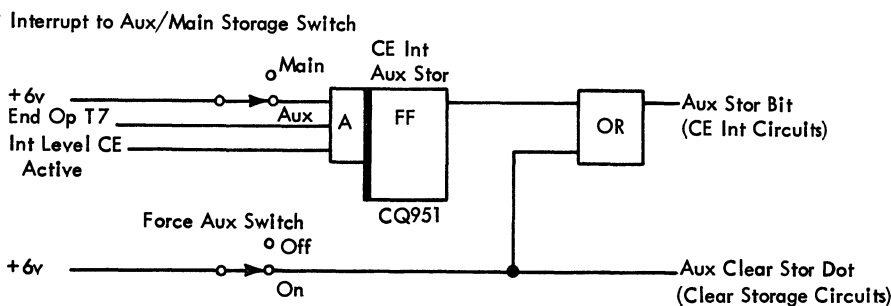 Interrupt to Aux/Main Storage Switch
CE Int
Aux Stor
Main
+6v
Aux
End Op T7
Int Level CE
Active
A
FF
OR
Aux Stor Bit
(CE Int Circuits)
CQ951
Force Aux Switch
Off
+6v
On
Aux Clear Stor Dot
(Clear Storage Circuits)